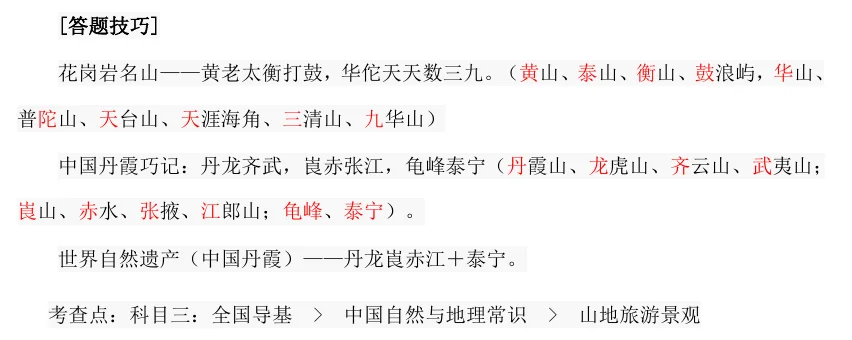 [答题技巧]
花岗岩名山——黄老太衡打鼓，华佗天天数三九。（黄山、泰山、衡山、鼓浪屿，华山、
普陀山、天台山、天涯海角、三清山、九华山）
中国丹霞巧记：丹龙齐武，崀赤张江，龟峰泰宁（丹霞山、龙虎山、齐云山、武夷山；
崀山、赤水、张掖、江郎山；龟峰、泰宁）。
世界自然遗产（中国丹霞）——丹龙崀赤江＋泰宁。
考查点：科目三：全国导基 > 中国自然与地理常识 > 山地旅游景观